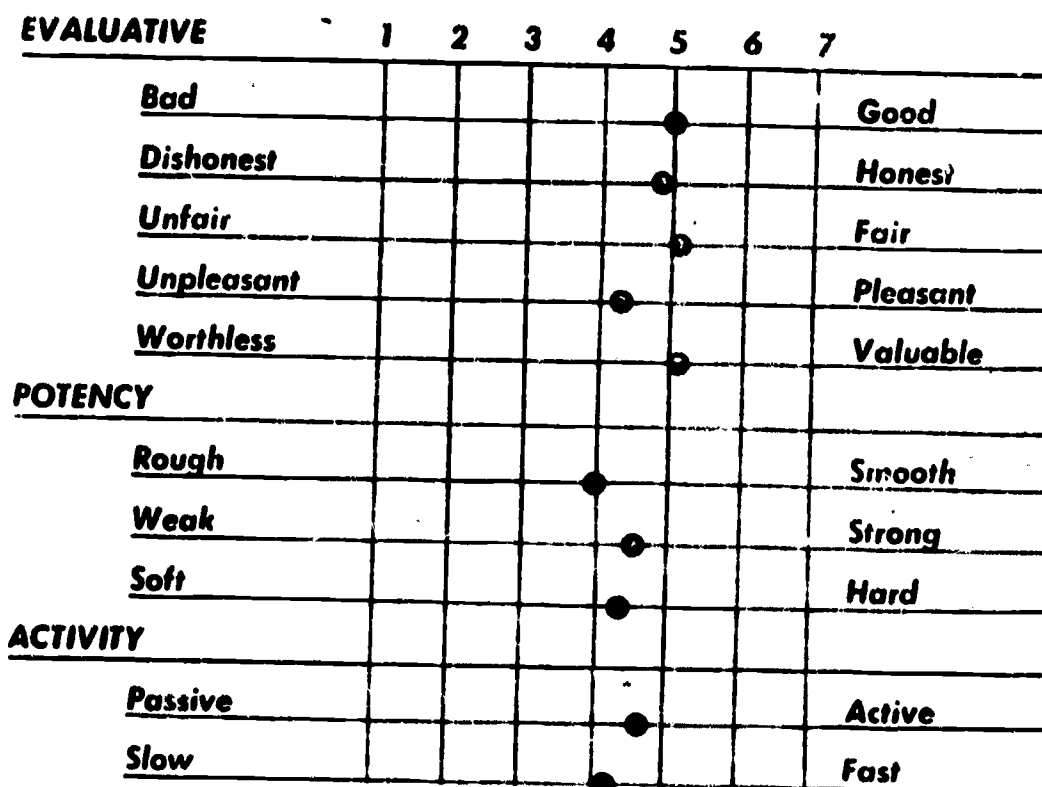 EVALUATIVE 1 2 3 4 5 6 7
Bad Good
Dishonest Honest
Unfair Fair
Unpleasant Pleasant
Worthless Valuable
POTENCY
Rough Smooth
Weak Strong
Soft Hard
ACTIVITY
Passive Active
Slow Fast